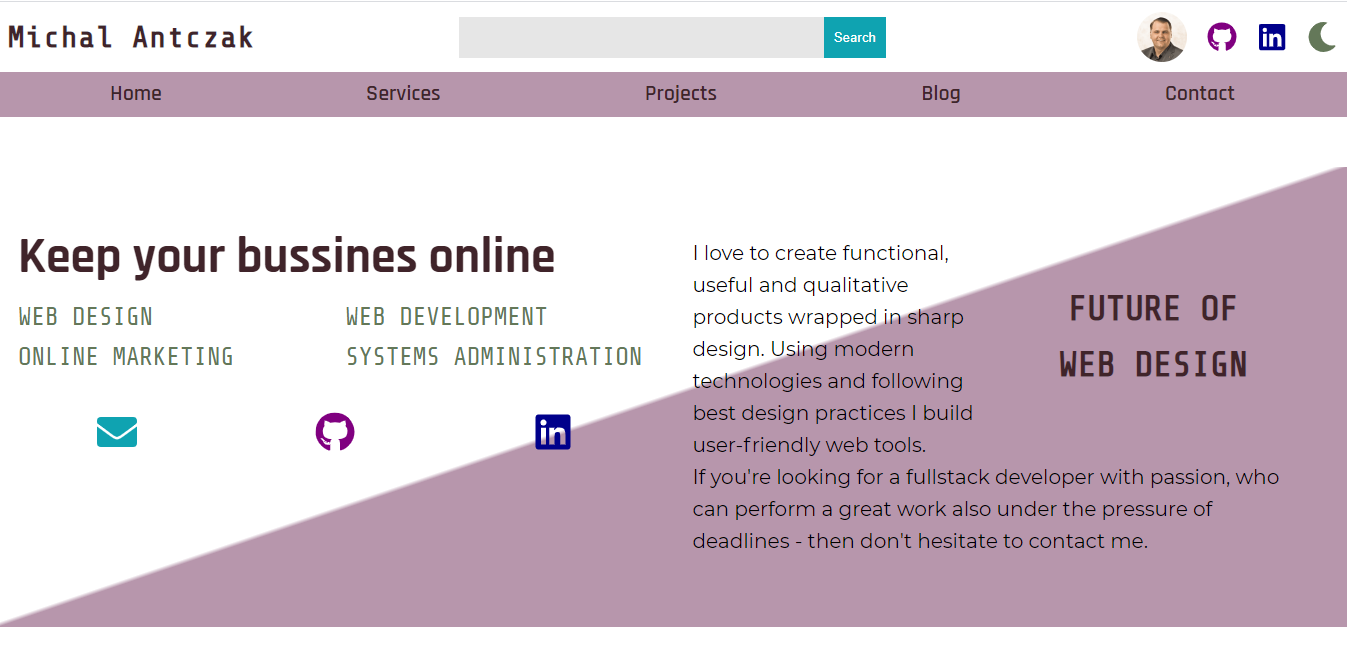 Michal Antczak
Search
Home
Services
Projects
Blog
Contact
Keep your bussines online
WEB DESIGN
WEB DEVELOPMENT
ONLINE MARKETING
SYSTEMS ADMINISTRATION
in
I love to create functional,
useful and qualitative
products wrapped in sharp
design. Using modern
technologies and following
best design practices I build
user-friendly web tools.
If you're looking for a fullstack developer with passion, who
can perform a great work also under the pressure of
deadlines - then don't hesitate to contact me.
FUTURE OF
WEB DESIGN